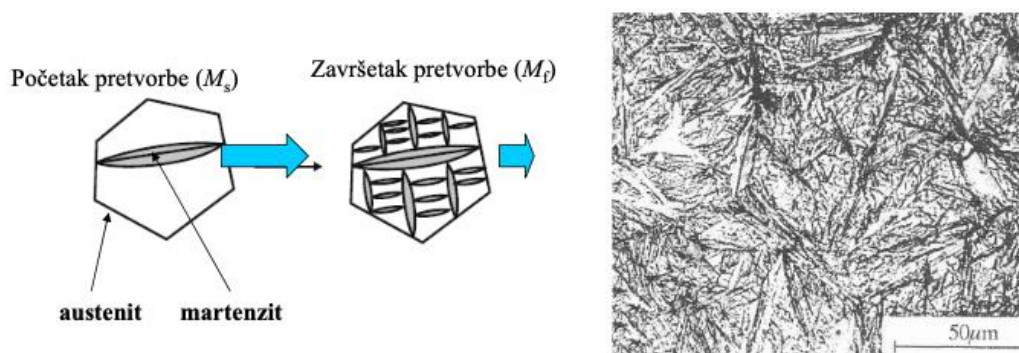 Početak pretvorbe (Ms)
Završetak pretvorbe (Mf)
austenit
martenzit
50μm